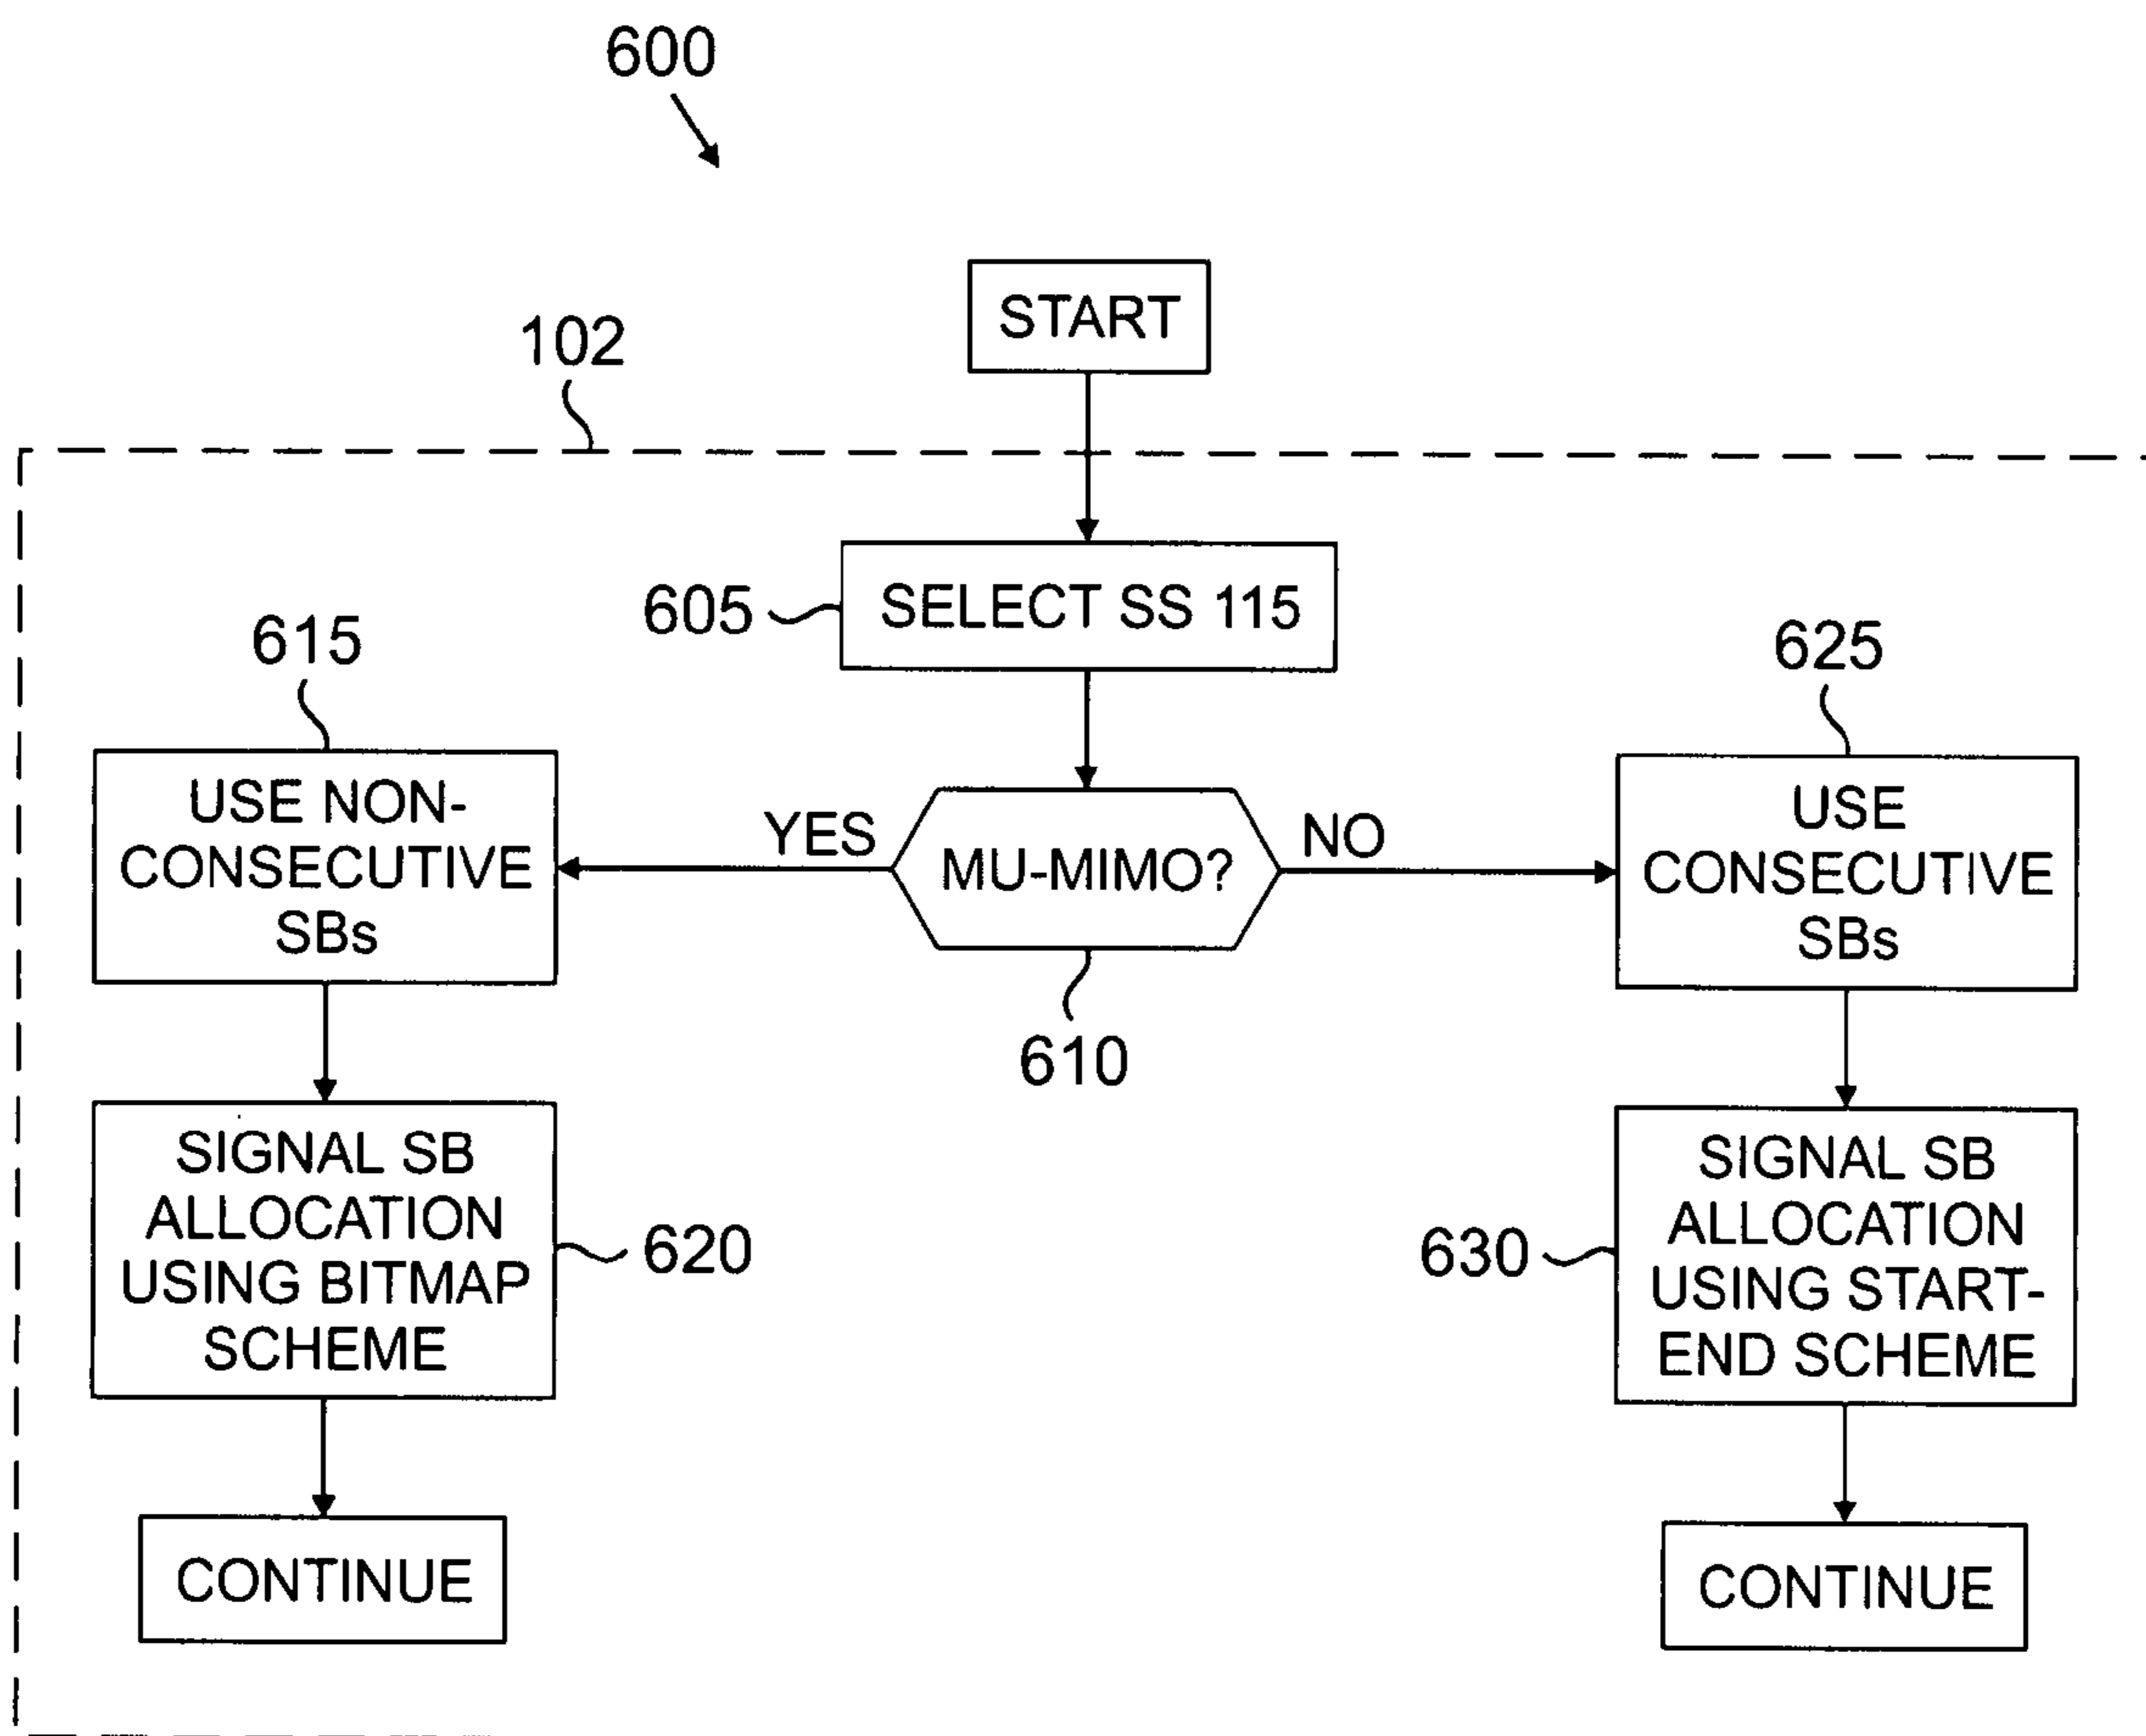 600
START
102
605
SELECT SS 115
615
625
USE NON-
CONSECUTIVE
SBs
YES
MU-MIMO?
NO
USE
CONSECUTIVE
SBs
610
SIGNAL SB
ALLOCATION
USING BITMAP
SCHEME
620
630
SIGNAL SB
ALLOCATION
USING START-
END SCHEME
CONTINUE
CONTINUE